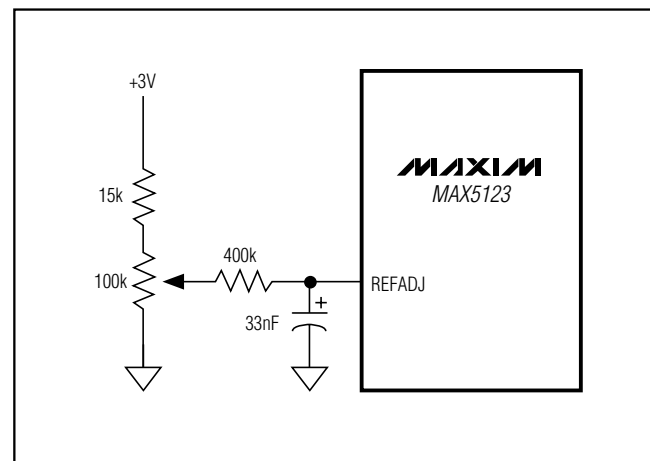 +3V
MAXIM
MAX5123
15k
400k
100k
REFADJ
+
33nF